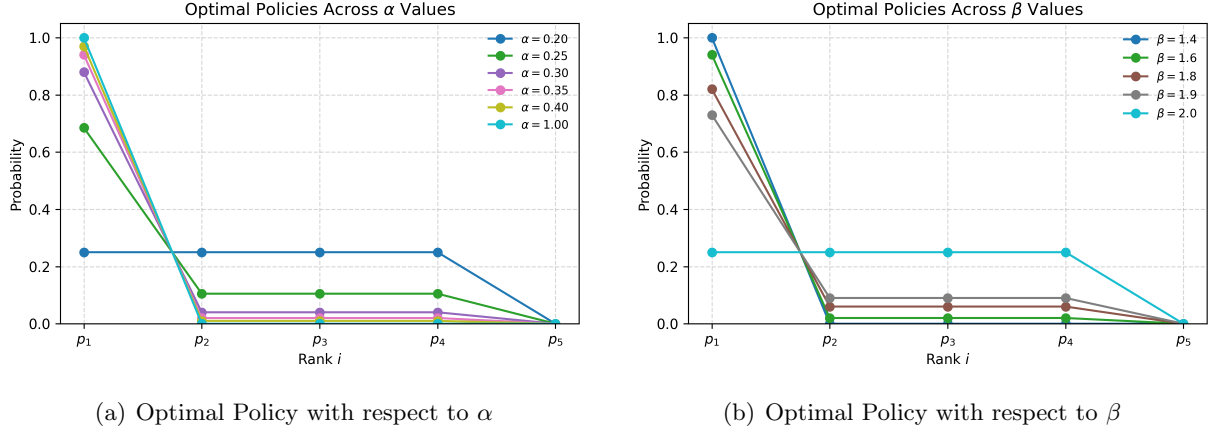 Optimal Policies Across α Values
1.0
0.8
0.6
0.4
0.2
0.0
Probability
p₁ p₂ p₃ p₄ p₅
Rank i
α = 0.20
α = 0.25
α = 0.30
α = 0.35
α = 0.40
α = 1.00
(a) Optimal Policy with respect to α
Optimal Policies Across β Values
1.0
0.8
0.6
0.4
0.2
0.0
Probability
p₁ p₂ p₃ p₄ p₅
Rank i
β = 1.4
β = 1.6
β = 1.8
β = 1.9
β = 2.0
(b) Optimal Policy with respect to β